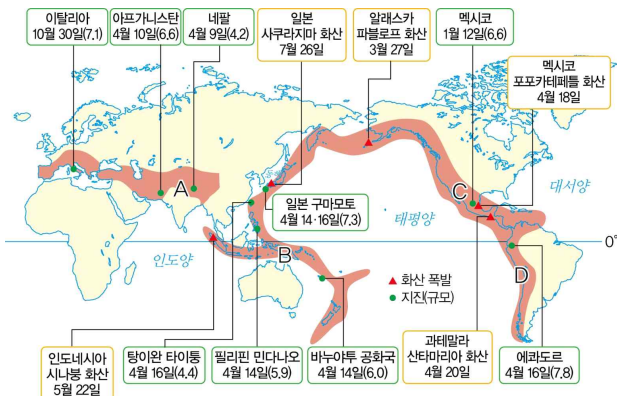 이탈리아
10월 30일(7.1)
아프가니스탄
4월 10일(6.6)
네팔
4월 9일(4.2)
일본
사쿠라지마 화산
7월 26일
알래스카
파블로프 화산
3월 27일
멕시코
1월 12일(6.6)
멕시코
포포카테페틀 화산
4월 18일
A
일본 구마모토
4월 14·16일(7.3)
C
대서양
태평양
인도양
0°
B
D
화산 폭발
지진(규모)
인도네시아
시나붕 화산
5월 22일
탕이완 타이퉁
4월 16일(4.4)
필리핀 민다나오
4월 14일(5.9)
바누아투 공화국
4월 14일(6.0)
과테말라
산타마리아 화산
4월 20일
에콰도르
4월 16일(7.8)